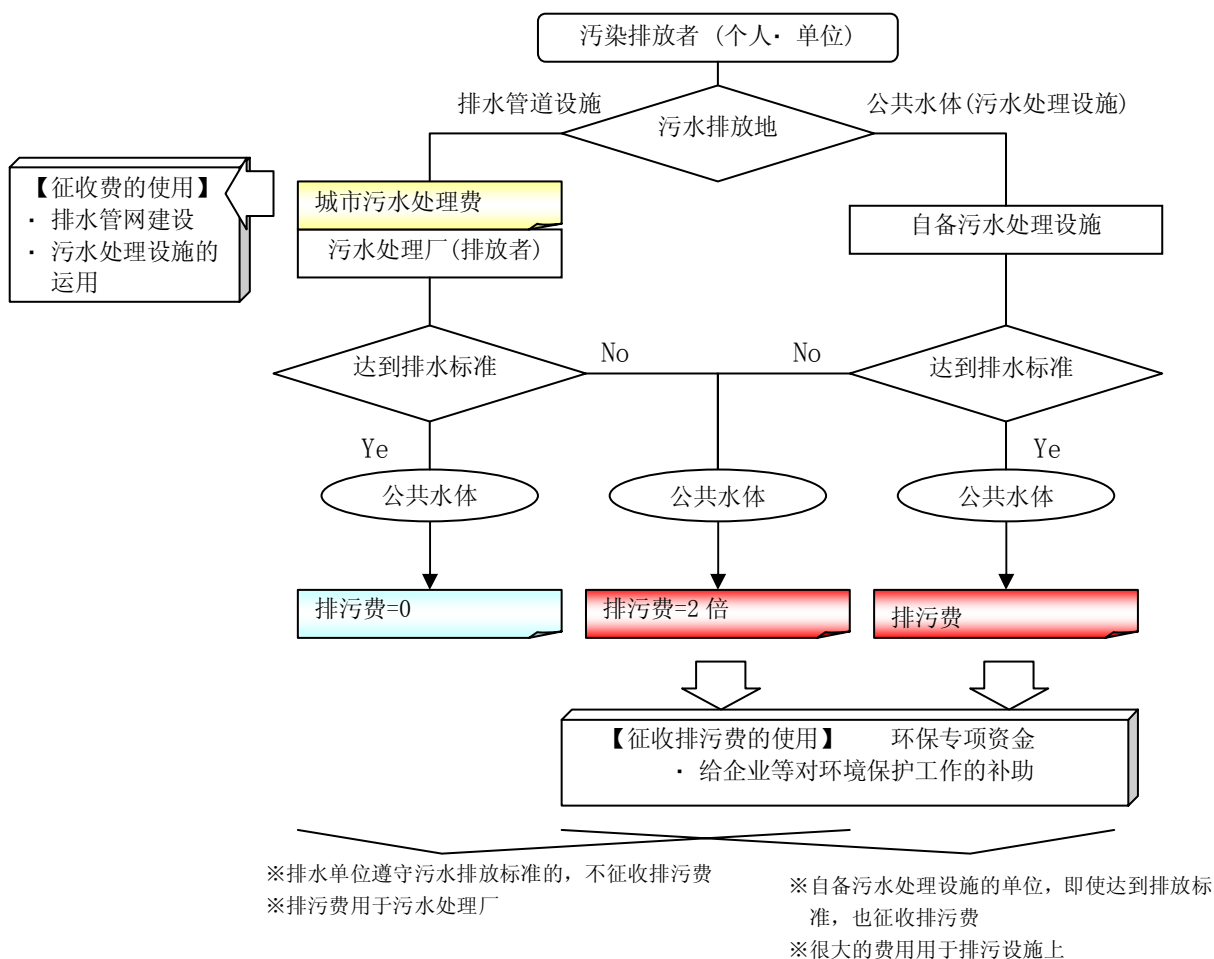 污染排放者 (个人· 单位)
排水管道设施
公共水体(污水处理设施)
污水排放地
【征收费的使用】
· 排水管网建设
· 污水处理设施的
运用
城市污水处理费
污水处理厂(排放者)
自备污水处理设施
达到排水标准
No
No
达到排水标准
Ye
Ye
公共水体
公共水体
公共水体
排污费=0
排污费=2 倍
排污费
【征收排污费的使用】 环保专项资金
· 给企业等对环境保护工作的补助
※排水单位遵守污水排放标准的，不征收排污费
※排污费用于污水处理厂
※自备污水处理设施的单位，即使达到排放标
准，也征收排污费
※很大的费用用于排污设施上